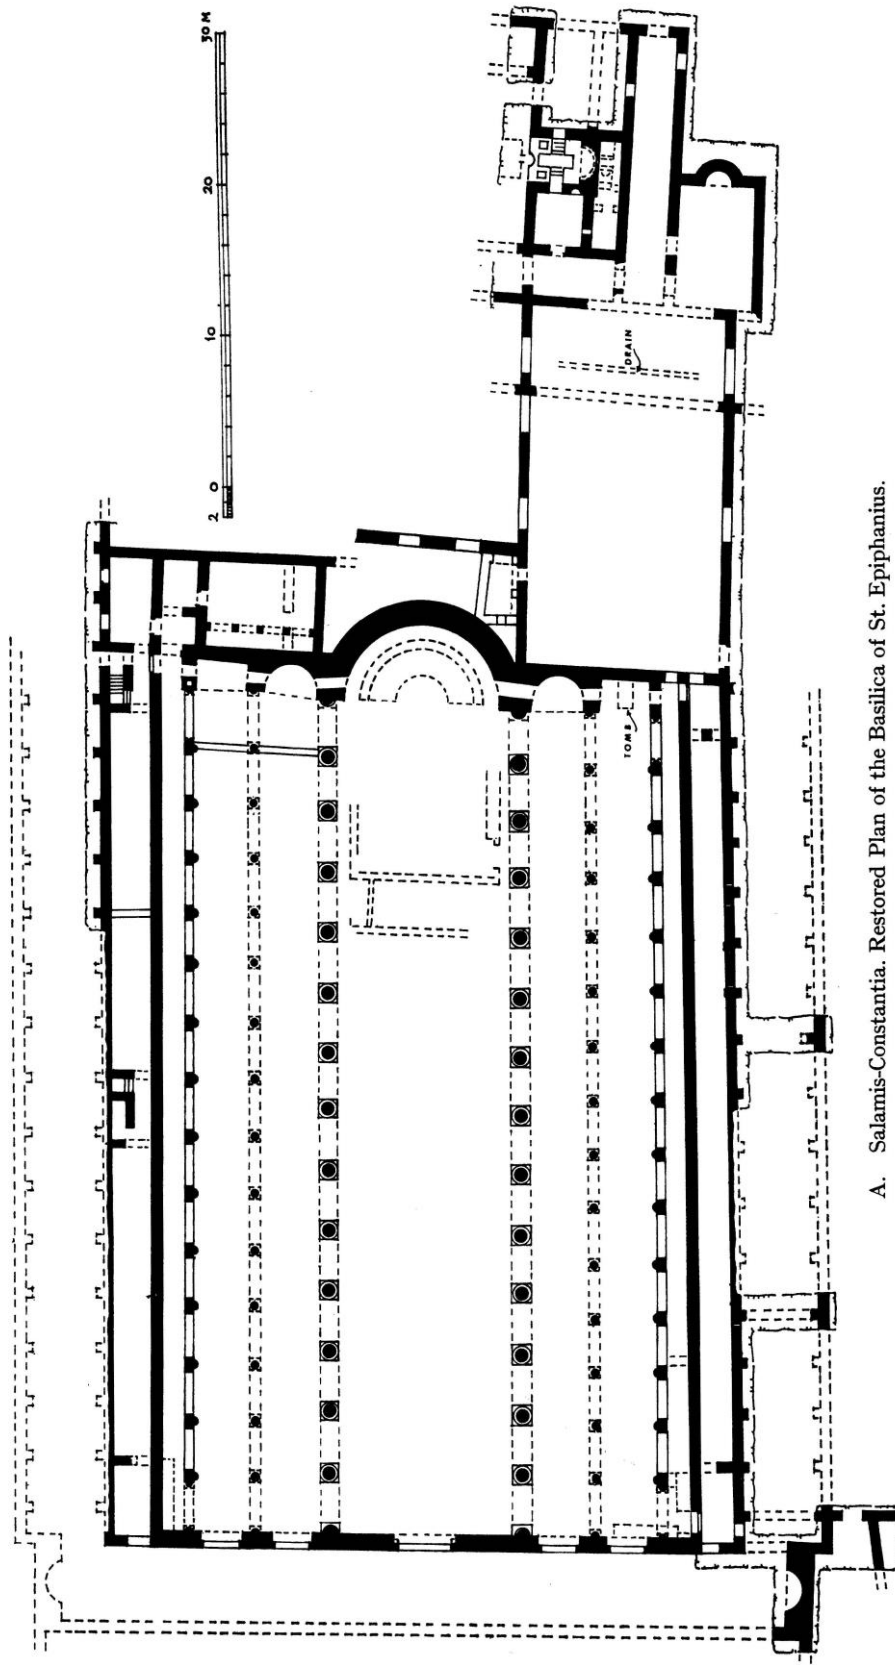 2 0 10 20 30 M
DRAIN
TOMB
A. Salamis-Constantia. Restored Plan of the Basilica of St. Epiphanius.